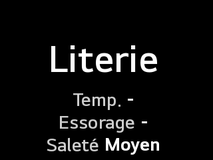 Literie
Temp. -
Essorage -
Saleté Moyen